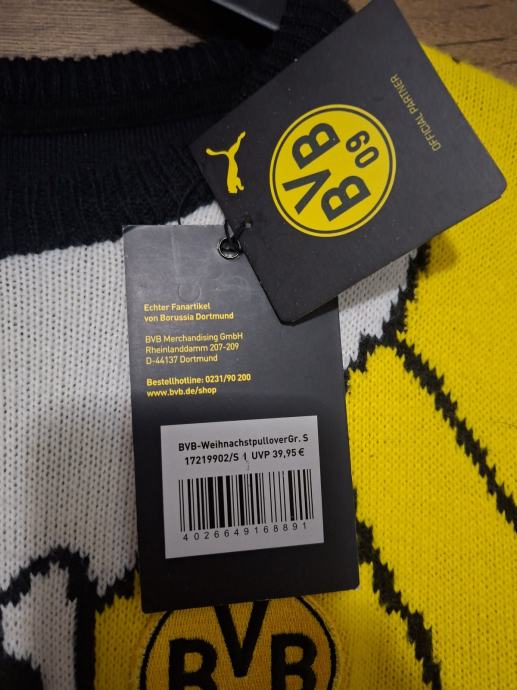 BVB
09
OFFICIAL PARTNER
Echter Fanartikel
von Borussia Dortmund
BVB Merchandising GmbH
Rheinlanddamm 207-209
D-44137 Dortmund
Bestellhotline: 0231/90 200
www.bvb.de/shop
BVB-WeihnachstpulloverGr. S
17219902/S 1 UVP 39,95 €
4026649168891
BVB